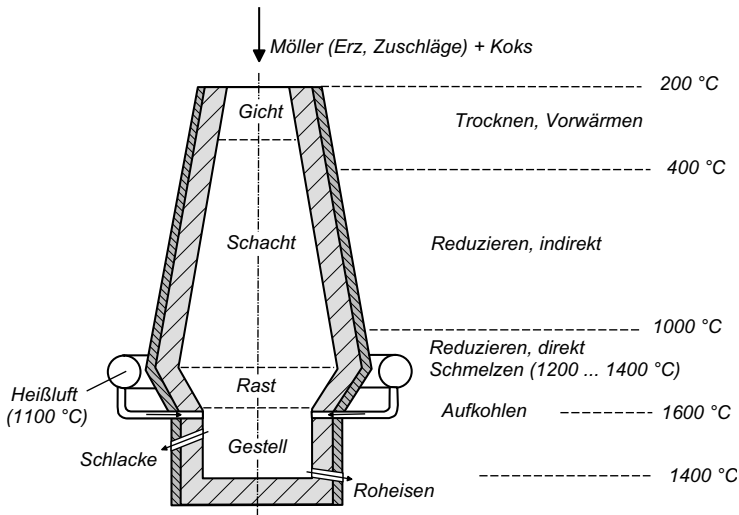 Möller (Erz, Zuschläge) + Koks
200 °C
Gicht
Trocknen, Vorwärmen
400 °C
Schacht
Reduzieren, indirekt
1000 °C
Reduzieren, direkt
Schmelzen (1200 ... 1400 °C)
Rast
Heißluft
(1100 °C)
Aufkohlen
1600 °C
Gestell
Schlacke
1400 °C
Roheisen